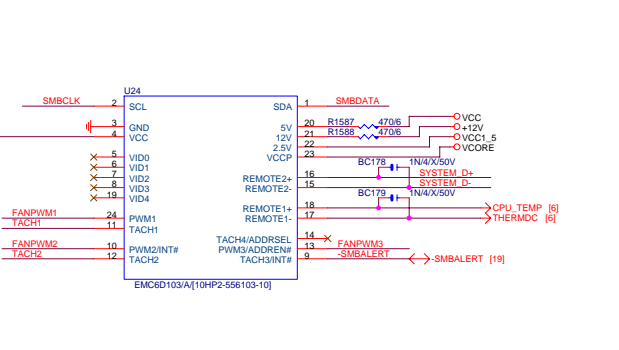 U24
SMBCLK 2 SCL SDA 1 SMBDATA
3 GND 5V 20 R1587 470/6 VCC
4 VCC 12V 21 R1588 470/6 +12V
2.5V 22 VCC1_5
5 VID0 VCCP 23 VCORE
6 VID1 BC178 1N/4/X/50V
7 VID2 REMOTE2+ 16 SYSTEM_D+
8 VID3 REMOTE2- 15 SYSTEM_D-
19 VID4 BC179 1N/4/X/50V
REMOTE1+ 18 CPU_TEMP [6]
FANPWM1 24 PWM1 REMOTE1- 17 THERMDC [6]
TACH1 11 TACH1
TACH4/ADDRSEL 14
FANPWM2 10 PWM2/INT# PWM3/ADDREN# 13 FANPWM3
TACH2 12 TACH2 TACH3/INT# 9 -SMBALERT -SMBALERT [19]
EMC6D103/A/[10HP2-556103-10]